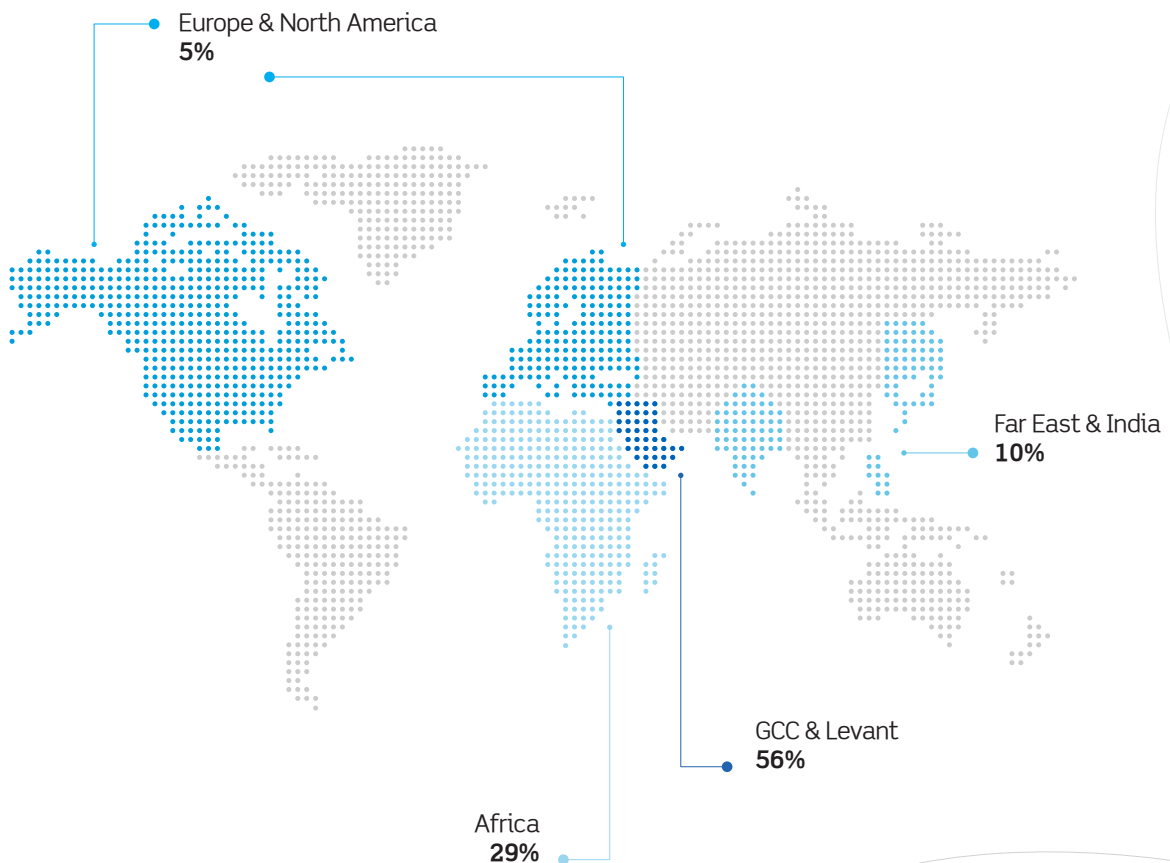 Europe & North America
5%
Far East & India
10%
GCC & Levant
56%
Africa
29%